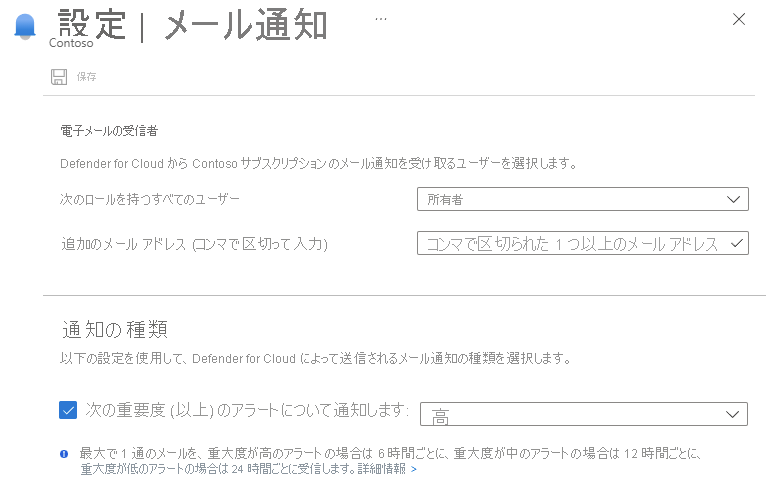 設定 | メール通知 ...
Contoso
保存
電子メールの受信者
Defender for Cloud から Contoso サブスクリプションのメール通知を受け取るユーザーを選択します。
次のロールを持つすべてのユーザー
所有者
追加のメール アドレス (コンマで区切って入力)
コンマで区切られた 1 つ以上のメール アドレス
通知の種類
以下の設定を使用して、Defender for Cloud によって送信されるメール通知の種類を選択します。
次の重要度 (以上) のアラートについて通知します:
高
最大で 1 通のメールを、重大度が高のアラートの場合は 6 時間ごとに、重大度が中のアラートの場合は 12 時間ごとに、
重大度が低のアラートの場合は 24 時間ごとに受信します。詳細情報 >